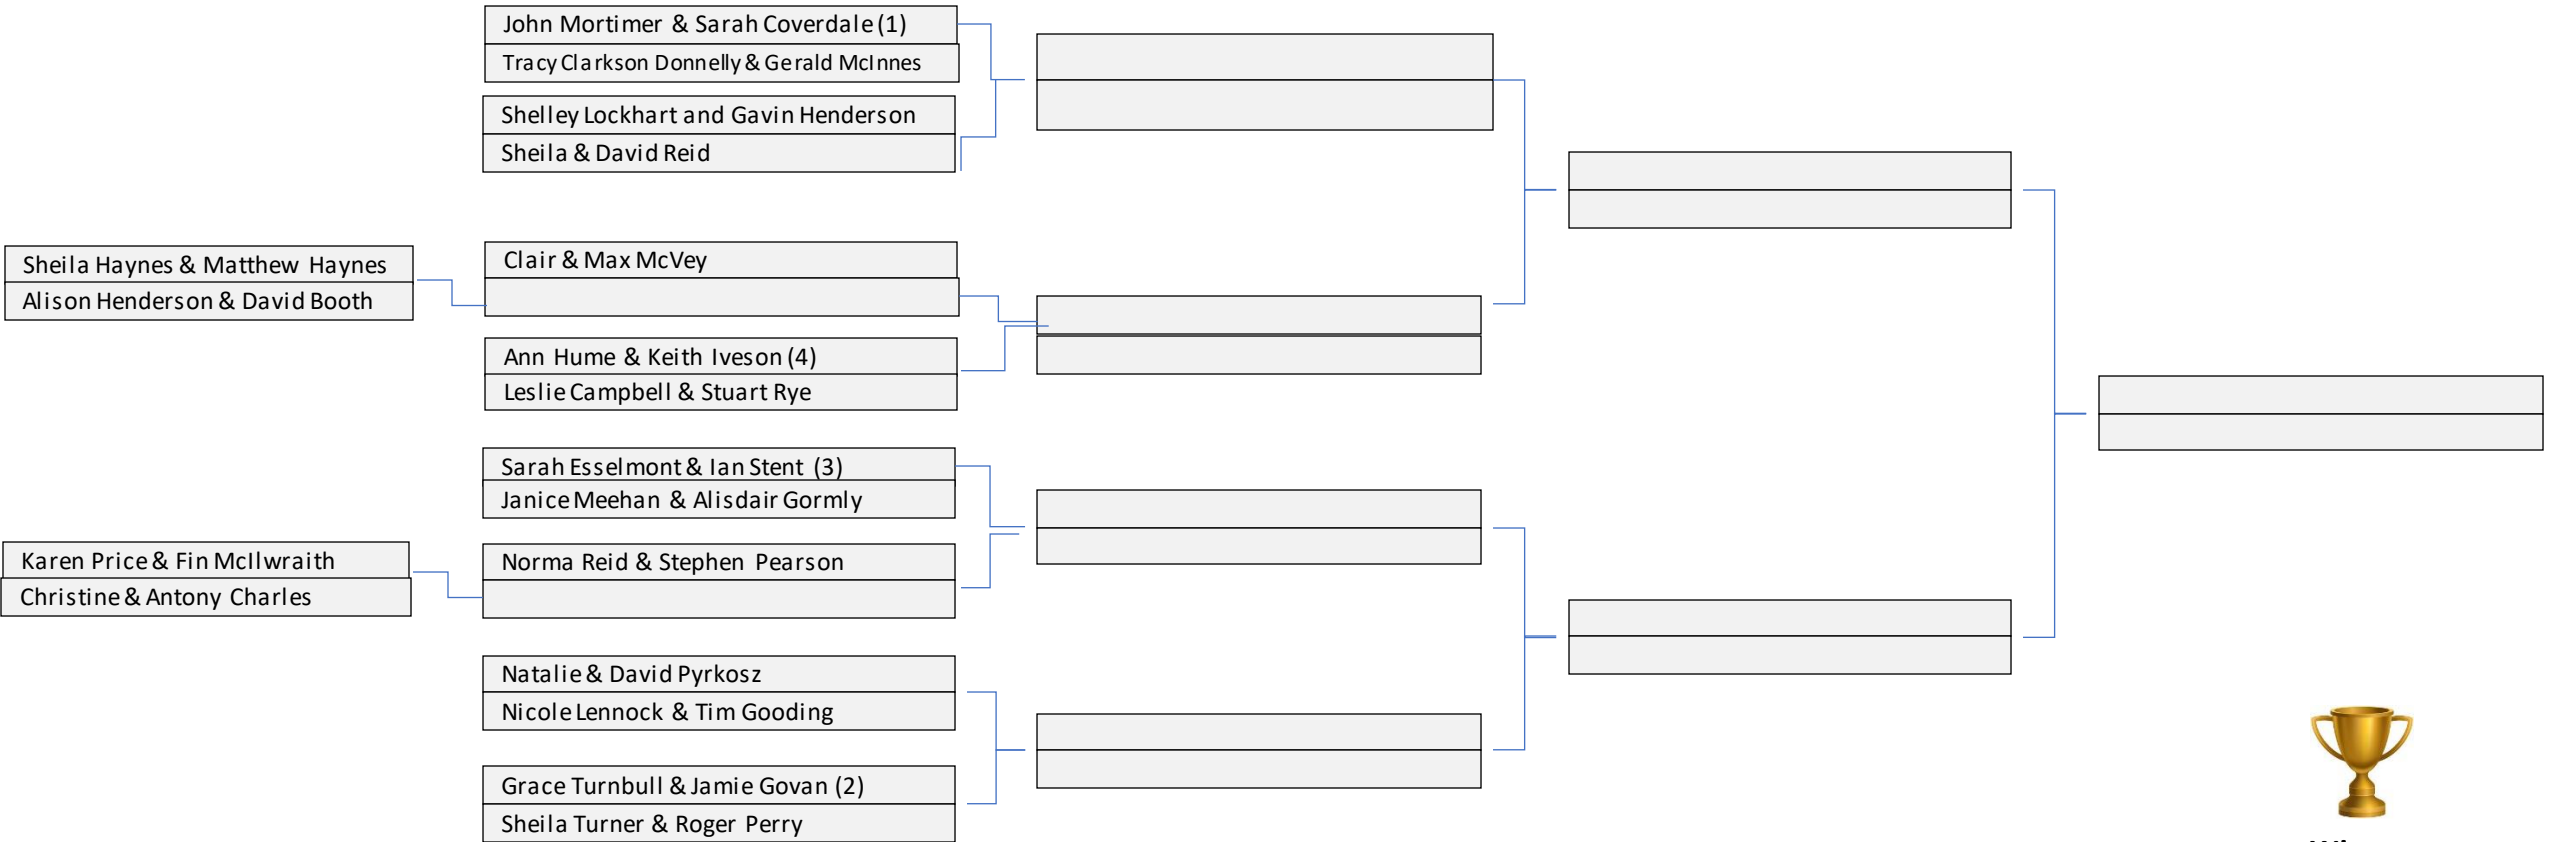 John Mortimer & Sarah Coverdale (1)
Tracy Clarkson Donnelly & Gerald McInnes
Shelley Lockhart and Gavin Henderson
Sheila & David Reid
Sheila Haynes & Matthew Haynes
Alison Henderson & David Booth
Clair & Max McVey
Ann Hume & Keith Iveson (4)
Leslie Campbell & Stuart Rye
Sarah Esselmont & Ian Stent (3)
Janice Meehan & Alisdair Gormly
Karen Price & Fin McIlwraith
Christine & Antony Charles
Norma Reid & Stephen Pearson
Natalie & David Pyrkosz
Nicole Lennock & Tim Gooding
Grace Turnbull & Jamie Govan (2)
Sheila Turner & Roger Perry